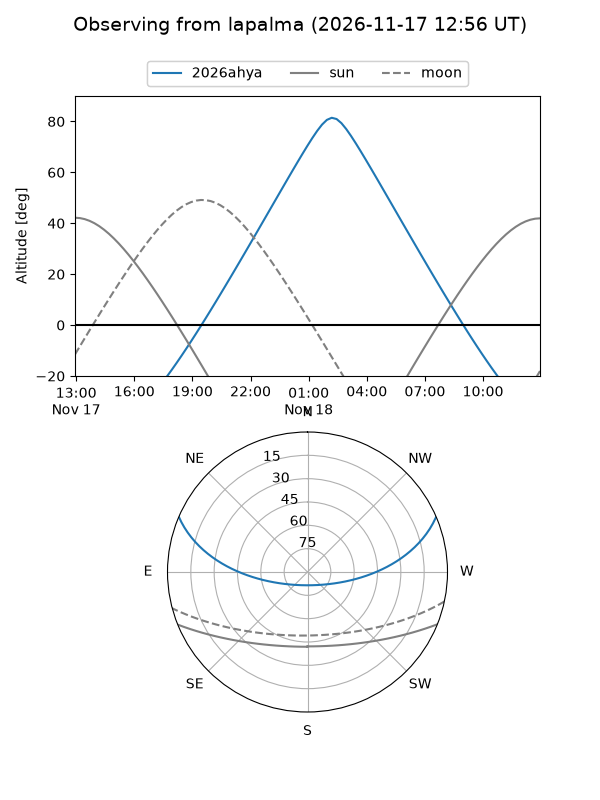 Observing from lapalma (2026-11-17 12:56 UT)
2026ahya sun moon
Altitude [deg]
80
60
40
20
0
−20
13:00 16:00 19:00 22:00 01:00 04:00 07:00 10:00
Nov 17 Nov 18
N
NE NW
15
30
45
60
75
E W
SE SW
S